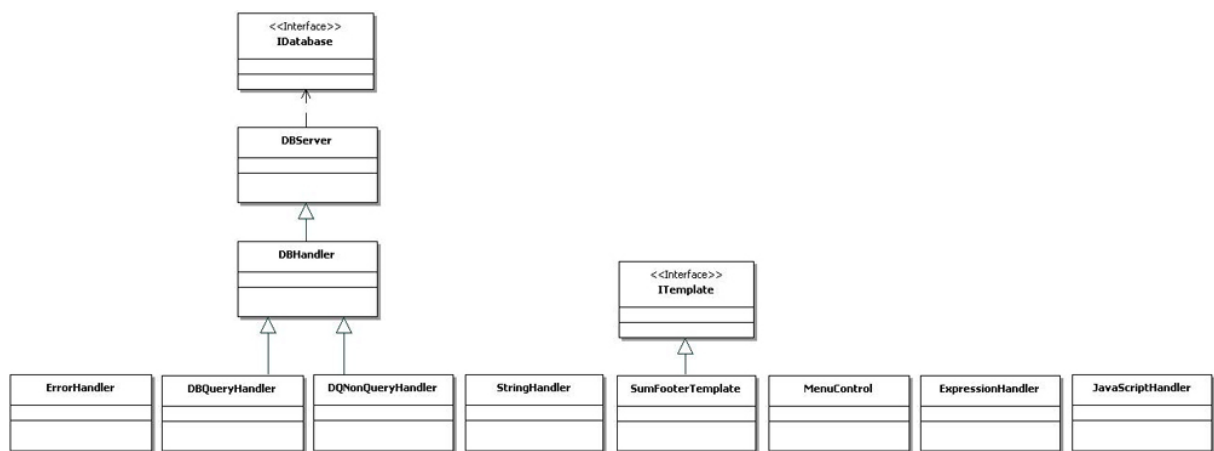 <<Interface>>
IDatabase
DBServer
DBHandler
<<Interface>>
ITemplate
ErrorHandler
DBQueryHandler
DQNonQueryHandler
StringHandler
SumFooterTemplate
MenuControl
ExpressionHandler
JavaScriptHandler